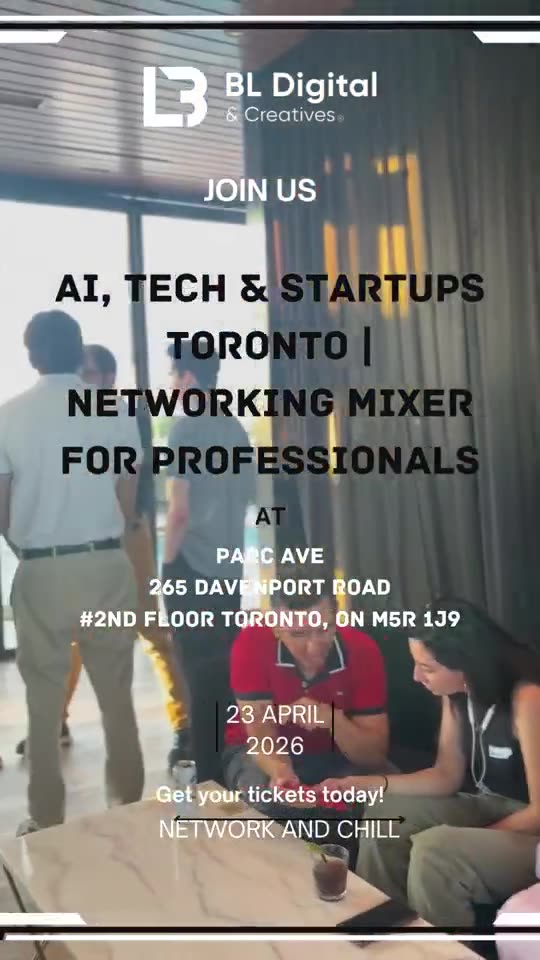 BL Digital
& Creatives®
JOIN US
AI, TECH & STARTUPS
TORONTO |
NETWORKING MIXER
FOR PROFESSIONALS
AT
PARC AVE
265 DAVENPORT ROAD
#2ND FLOOR TORONTO, ON M5R 1J9
23 APRIL
2026
Get your tickets today!
NETWORK AND CHILL